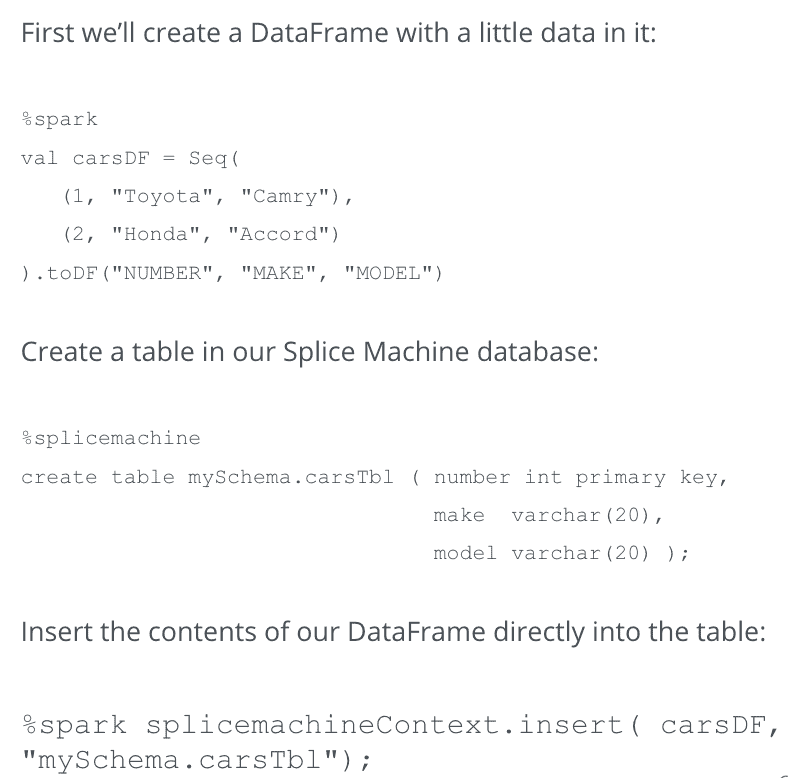 First we’ll create a DataFrame with a little data in it:
%spark
val carsDF = Seq(
   (1, "Toyota", "Camry"),
   (2, "Honda", "Accord")
).toDF("NUMBER", "MAKE", "MODEL")
Create a table in our Splice Machine database:
%splicemachine
create table mySchema.carsTbl ( number int primary key,
                                make  varchar(20),
                                model varchar(20) );
Insert the contents of our DataFrame directly into the table:
%spark splicemachineContext.insert( carsDF,
"mySchema.carsTbl");